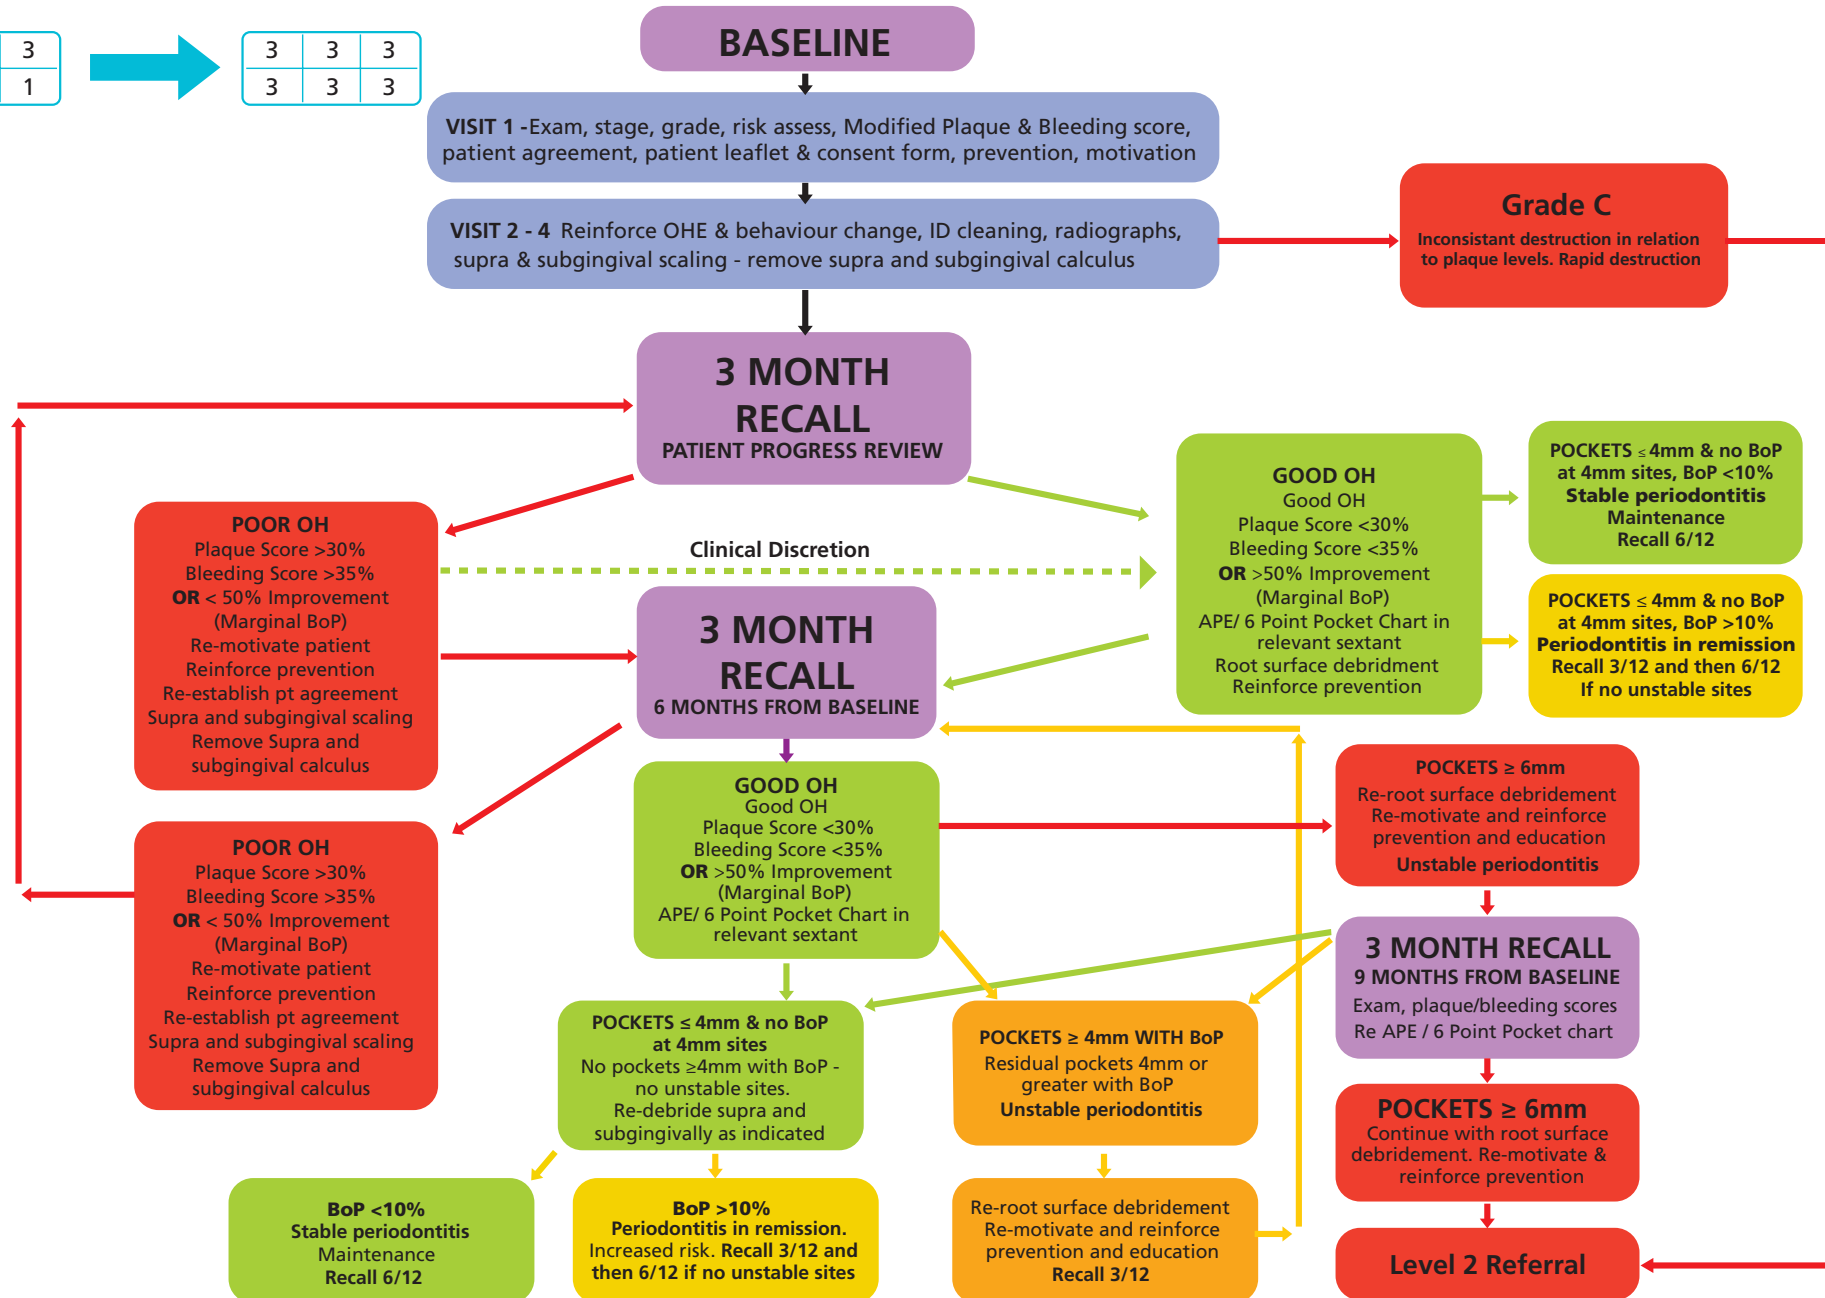 3
1
3 3 3
3 3 3
BASELINE
VISIT 1 -Exam, stage, grade, risk assess, Modified Plaque & Bleeding score,
patient agreement, patient leaflet & consent form, prevention, motivation
VISIT 2 - 4 Reinforce OHE & behaviour change, ID cleaning, radiographs,
supra & subgingival scaling - remove supra and subgingival calculus
Grade C
Inconsistant destruction in relation
to plaque levels. Rapid destruction
3 MONTH
RECALL
PATIENT PROGRESS REVIEW
POOR OH
Plaque Score >30%
Bleeding Score >35%
OR < 50% Improvement
(Marginal BoP)
Re-motivate patient
Reinforce prevention
Re-establish pt agreement
Supra and subgingival scaling
Remove Supra and
subgingival calculus
Clinical Discretion
GOOD OH
Good OH
Plaque Score <30%
Bleeding Score <35%
OR >50% Improvement
(Marginal BoP)
APE/ 6 Point Pocket Chart in
relevant sextant
Root surface debridment
Reinforce prevention
POCKETS ≤ 4mm & no BoP
at 4mm sites, BoP <10%
Stable periodontitis
Maintenance
Recall 6/12
POCKETS ≤ 4mm & no BoP
at 4mm sites, BoP >10%
Periodontitis in remission
Recall 3/12 and then 6/12
If no unstable sites
3 MONTH
RECALL
6 MONTHS FROM BASELINE
POOR OH
Plaque Score >30%
Bleeding Score >35%
OR < 50% Improvement
(Marginal BoP)
Re-motivate patient
Reinforce prevention
Re-establish pt agreement
Supra and subgingival scaling
Remove Supra and
subgingival calculus
GOOD OH
Good OH
Plaque Score <30%
Bleeding Score <35%
OR >50% Improvement
(Marginal BoP)
APE/ 6 Point Pocket Chart in
relevant sextant
POCKETS ≥ 6mm
Re-root surface debridement
Re-motivate and reinforce
prevention and education
Unstable periodontitis
3 MONTH RECALL
9 MONTHS FROM BASELINE
Exam, plaque/bleeding scores
Re APE / 6 Point Pocket chart
POCKETS ≤ 4mm & no BoP
at 4mm sites
No pockets ≥4mm with BoP -
no unstable sites.
Re-debride supra and
subgingivally as indicated
POCKETS ≥ 4mm WITH BoP
Residual pockets 4mm or
greater with BoP
Unstable periodontitis
POCKETS ≥ 6mm
Continue with root surface
debridement. Re-motivate &
reinforce prevention
BoP <10%
Stable periodontitis
Maintenance
Recall 6/12
BoP >10%
Periodontitis in remission.
Increased risk. Recall 3/12 and
then 6/12 if no unstable sites
Re-root surface debridement
Re-motivate and reinforce
prevention and education
Recall 3/12
Level 2 Referral